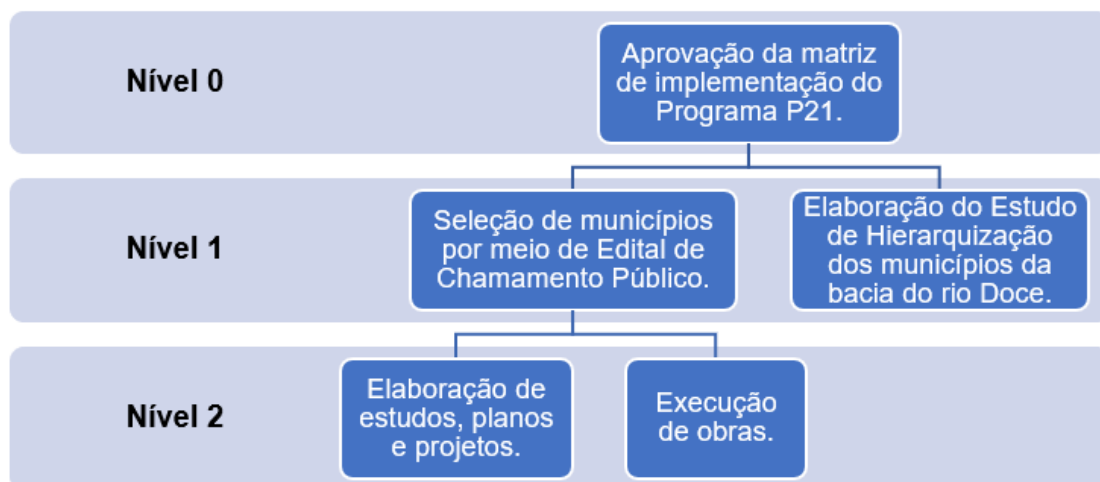 Nível 0
Aprovação da matriz
de implementação do
Programa P21.
Nível 1
Seleção de municípios
por meio de Edital de
Chamamento Público.
Elaboração do Estudo
de Hierarquização
dos municípios da
bacia do rio Doce.
Nível 2
Elaboração de
estudos, planos
e projetos.
Execução
de obras.